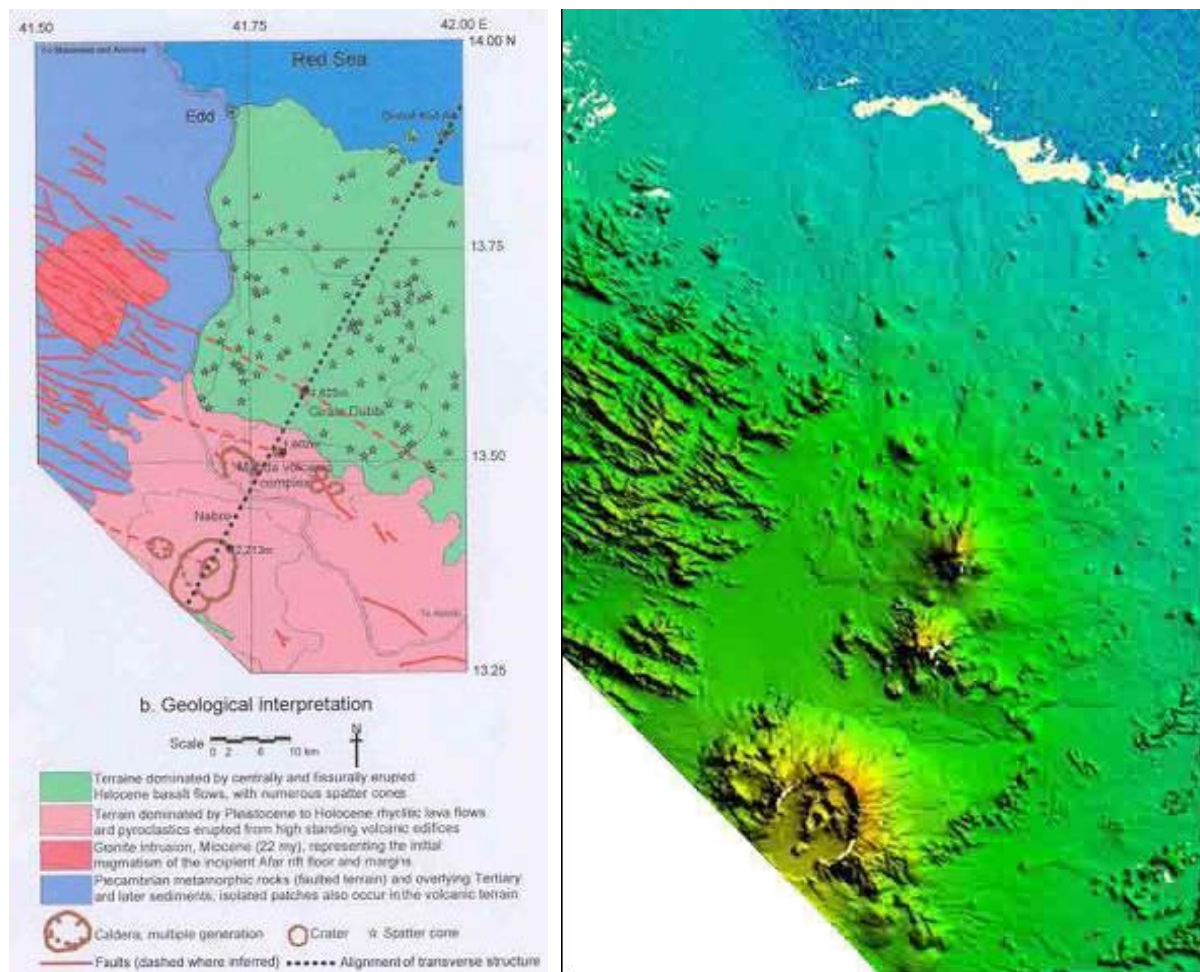 41.50
41.75
42.00 E
14.00 N
Red Sea
Edd
13.75
Girale Dubbi
13.50
complex
Nabro
2,213m
13.25
b. Geological interpretation
N
Scale
0 2 6 10 km
Terraine dominated by centrally and fissurally erupted
Holocene basalt flows, with numerous spatter cones
Terrain dominated by Pleistocene to Holocene rhyolitic lava flows
and pyroclastics erupted from high standing volcanic edifices
Granite intrusion, Miocene (22 my), representing the initial
magmatism of the incipient Afar rift floor and margins
Precambrian metamorphic rocks (faulted terrain) and overlying Tertiary
and later sediments, isolated patches also occur in the volcanic terrain
Caldera, multiple generation
Crater
Spatter cone
Faults (dashed where inferred)
Alignment of transverse structure